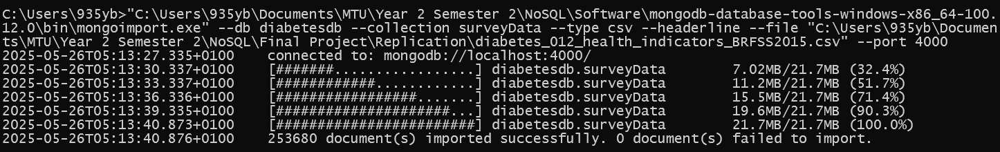 C:\Users\935yb>"C:\Users\935yb\Documents\MTU\Year 2 Semester 2\NoSQL\Software\mongodb-database-tools-windows-x86_64-100.
12.0\bin\mongoimport.exe" --db diabetesdb --collection surveyData --type csv --headerline --file "C:\Users\935yb\Documen
ts\MTU\Year 2 Semester 2\NoSQL\Final Project\Replication\diabetes_012_health_indicators_BRFSS2015.csv" --port 4000
2025-05-26T05:13:27.335+0100    connected to: mongodb://localhost:4000/
2025-05-26T05:13:30.337+0100    [#######.................] diabetesdb.surveyData        7.02MB/21.7MB (32.4%)
2025-05-26T05:13:33.337+0100    [############............] diabetesdb.surveyData        11.2MB/21.7MB (51.7%)
2025-05-26T05:13:36.336+0100    [#################.......] diabetesdb.surveyData        15.5MB/21.7MB (71.4%)
2025-05-26T05:13:39.335+0100    [#####################...] diabetesdb.surveyData        19.6MB/21.7MB (90.3%)
2025-05-26T05:13:40.873+0100    [########################] diabetesdb.surveyData        21.7MB/21.7MB (100.0%)
2025-05-26T05:13:40.876+0100    253680 document(s) imported successfully. 0 document(s) failed to import.